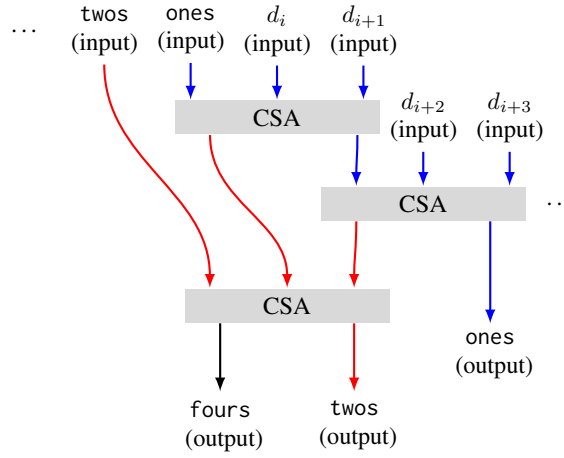 … twos ones d_i d_{i+1}
(input) (input) (input) (input)
CSA
d_{i+2} d_{i+3}
(input) (input)
CSA ..
CSA
ones
(output)
fours twos
(output) (output)